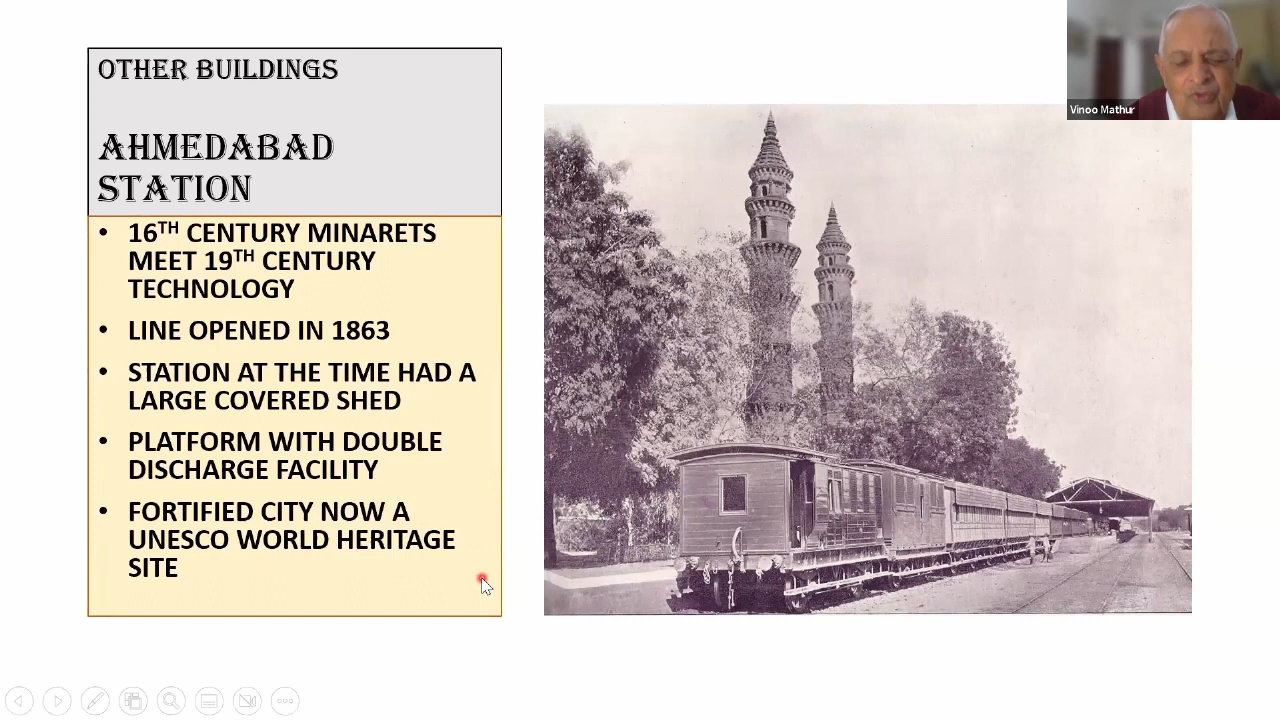 OTHER BUILDINGS
AHMEDABAD
STATION
• 16TH CENTURY MINARETS
MEET 19TH CENTURY
TECHNOLOGY
• LINE OPENED IN 1863
• STATION AT THE TIME HAD A
LARGE COVERED SHED
• PLATFORM WITH DOUBLE
DISCHARGE FACILITY
• FORTIFIED CITY NOW A
UNESCO WORLD HERITAGE
SITE
Vinoo Mathur